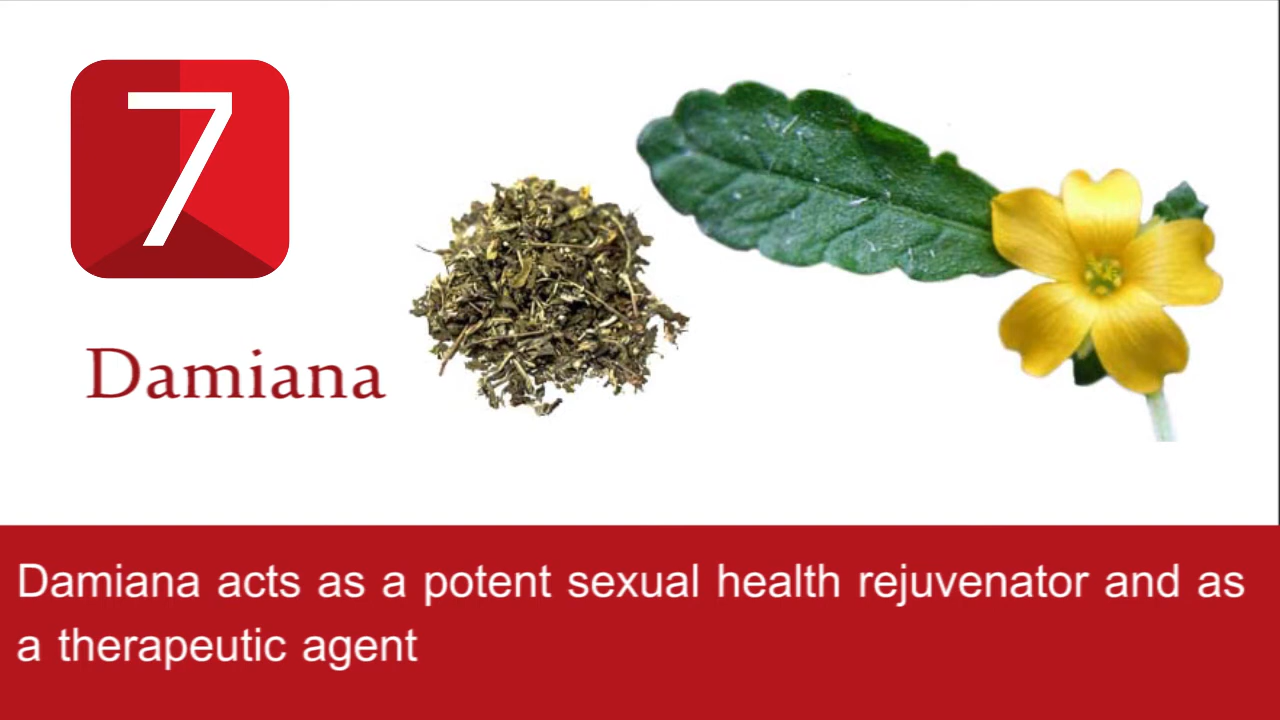 7
Damiana
Damiana acts as a potent sexual health rejuvenator and as
a therapeutic agent